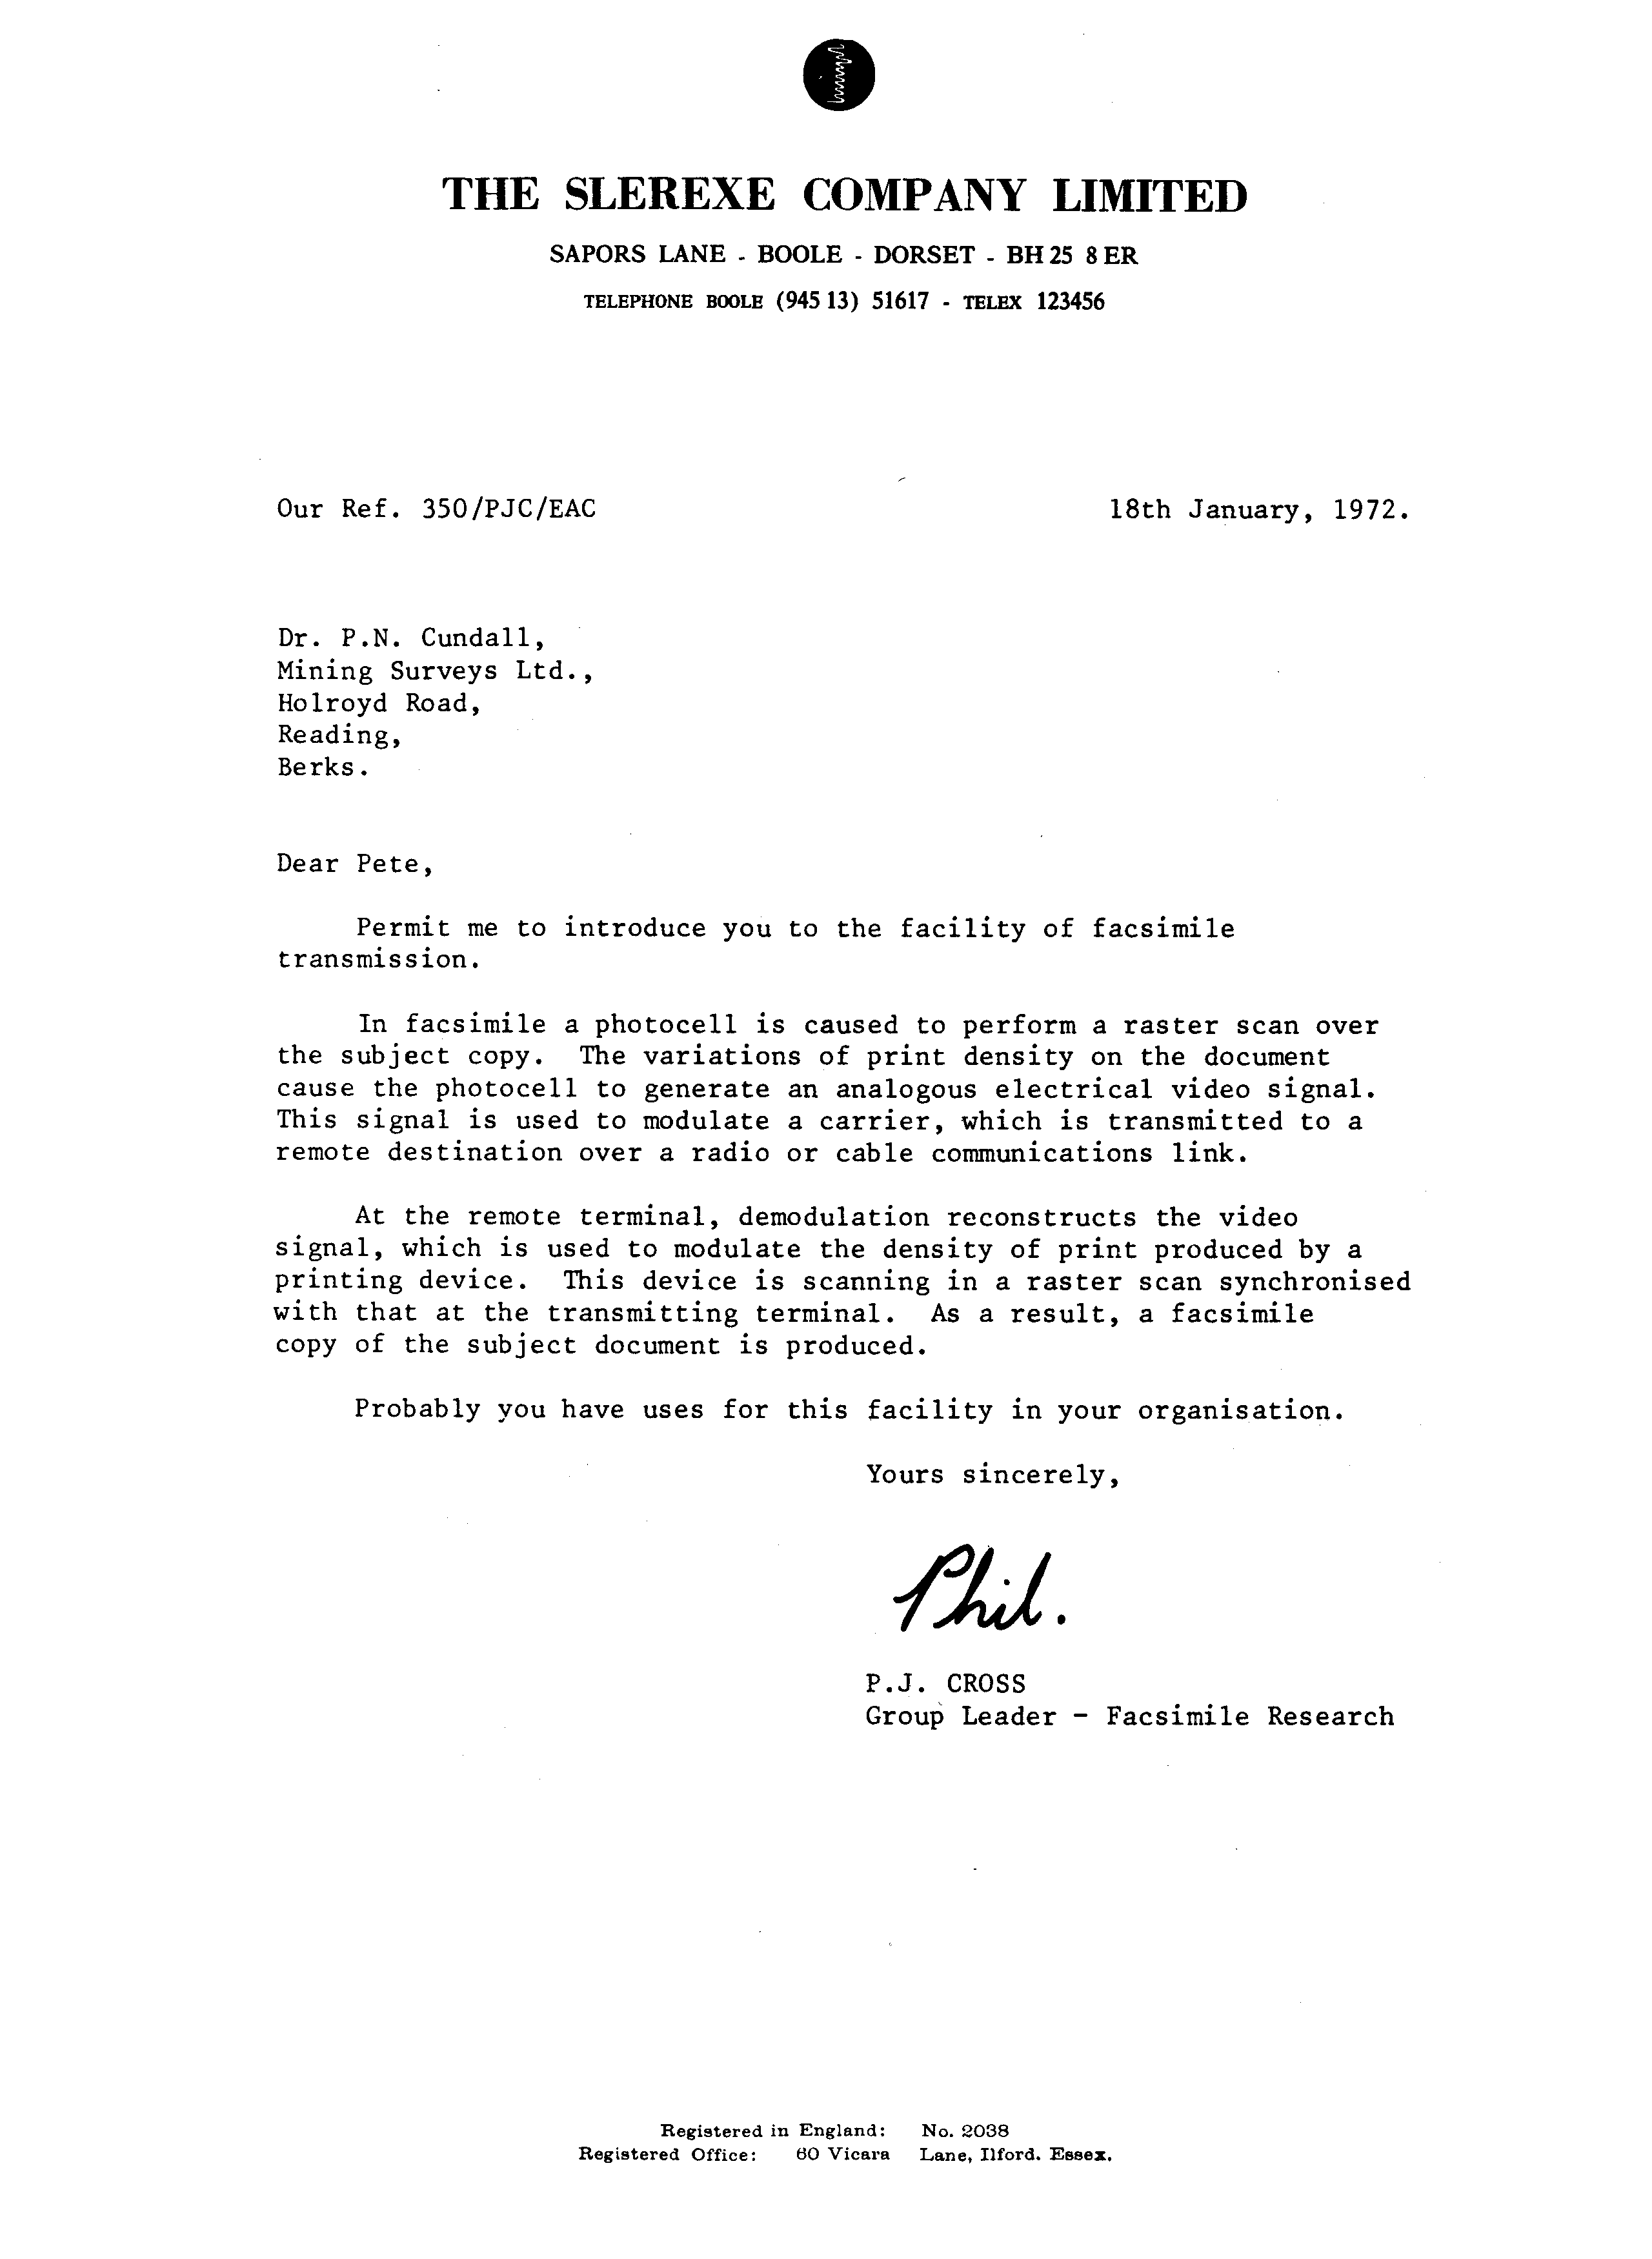 THE SLEREXE COMPANY LIMITED
SAPORS LANE - BOOLE - DORSET - BH 25 8 ER
TELEPHONE BOOLE (945 13) 51617 - TELEX 123456
Our Ref. 350/PJC/EAC 18th January, 1972.
Dr. P.N. Cundall,
Mining Surveys Ltd.,
Holroyd Road,
Reading,
Berks.
Dear Pete,
Permit me to introduce you to the facility of facsimile
transmission.
In facsimile a photocell is caused to perform a raster scan over
the subject copy. The variations of print density on the document
cause the photocell to generate an analogous electrical video signal.
This signal is used to modulate a carrier, which is transmitted to a
remote destination over a radio or cable communications link.
At the remote terminal, demodulation reconstructs the video
signal, which is used to modulate the density of print produced by a
printing device. This device is scanning in a raster scan synchronised
with that at the transmitting terminal. As a result, a facsimile
copy of the subject document is produced.
Probably you have uses for this facility in your organisation.
Yours sincerely,
Phil.
P.J. CROSS
Group Leader - Facsimile Research
Registered in England: No. 2038
Registered Office: 60 Vicara Lane, Ilford. Essex.